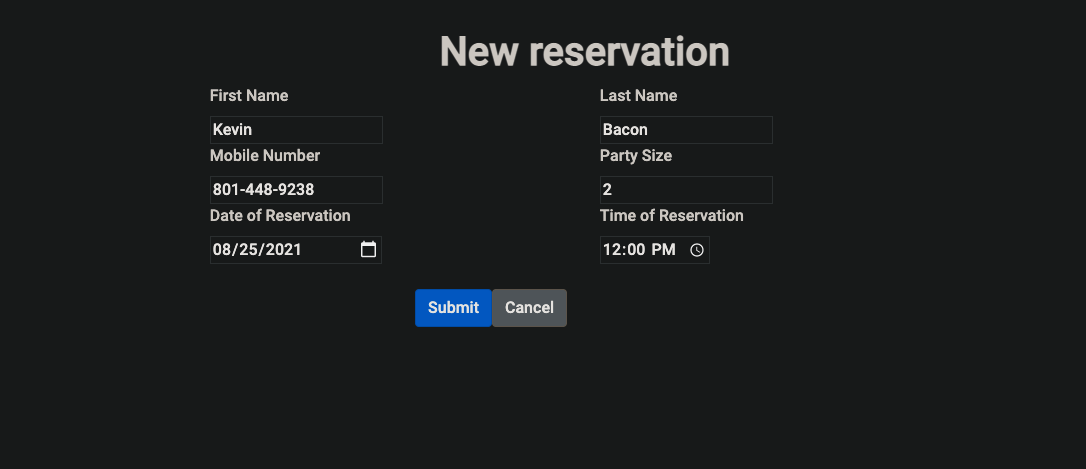 New reservation
First Name Last Name
Kevin Bacon
Mobile Number Party Size
801-448-9238 2
Date of Reservation Time of Reservation
08/25/2021 12:00 PM
Submit Cancel